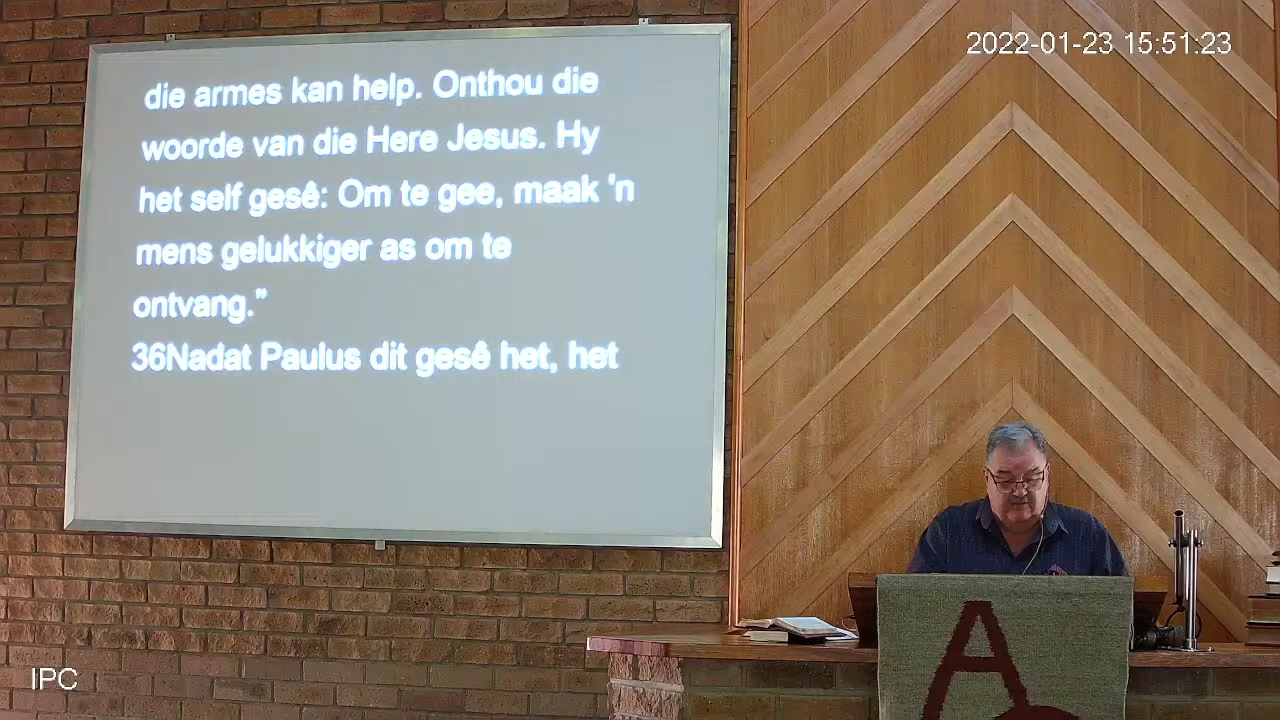 2022-01-23 15:51:23
die armes kan help. Onthou die
woorde van die Here Jesus. Hy
het self gesê: Om te gee, maak 'n
mens gelukkiger as om te
ontvang.”
36Nadat Paulus dit gesê het, het
A
IPC